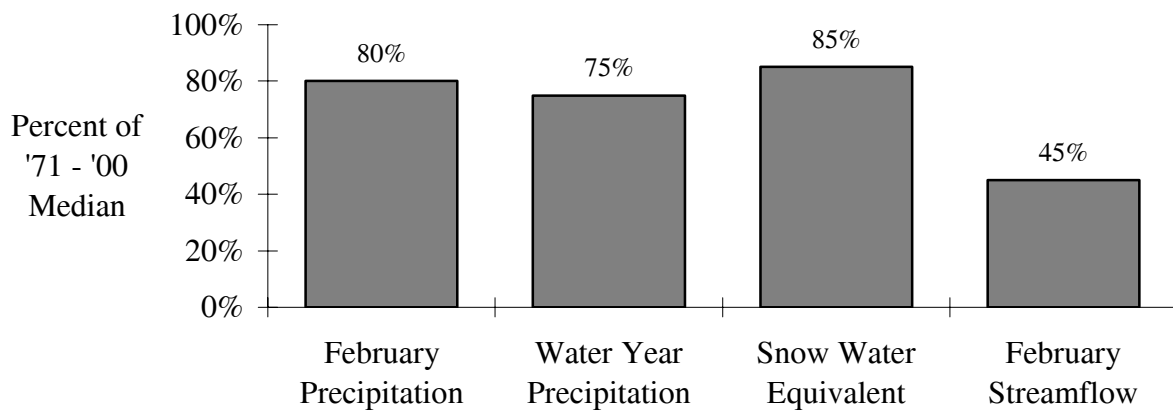 100%
80%
60%
40%
20%
0%
Percent of
'71 - '00
Median
80%
75%
85%
45%
February
Precipitation
Water Year
Precipitation
Snow Water
Equivalent
February
Streamflow